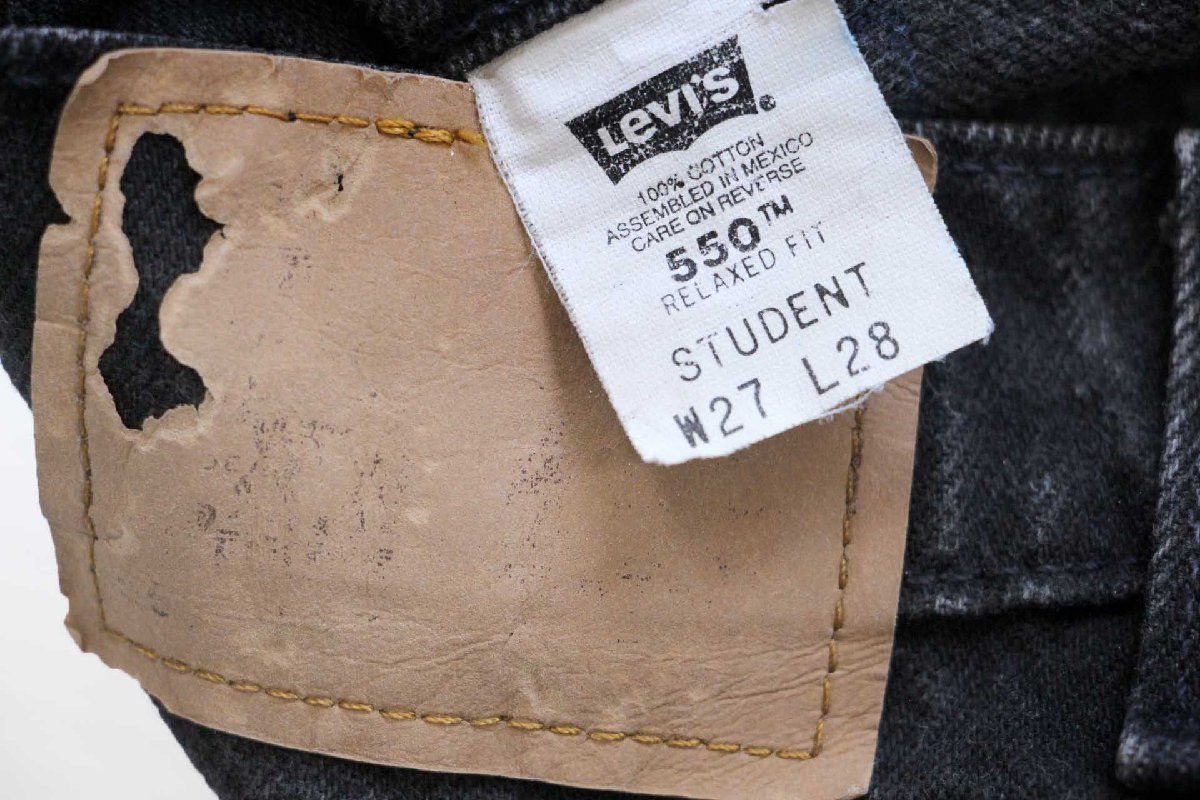 Levi's®
100% COTTON
ASSEMBLED IN MEXICO
CARE ON REVERSE
550™
RELAXED FIT
STUDENT
W27 L28